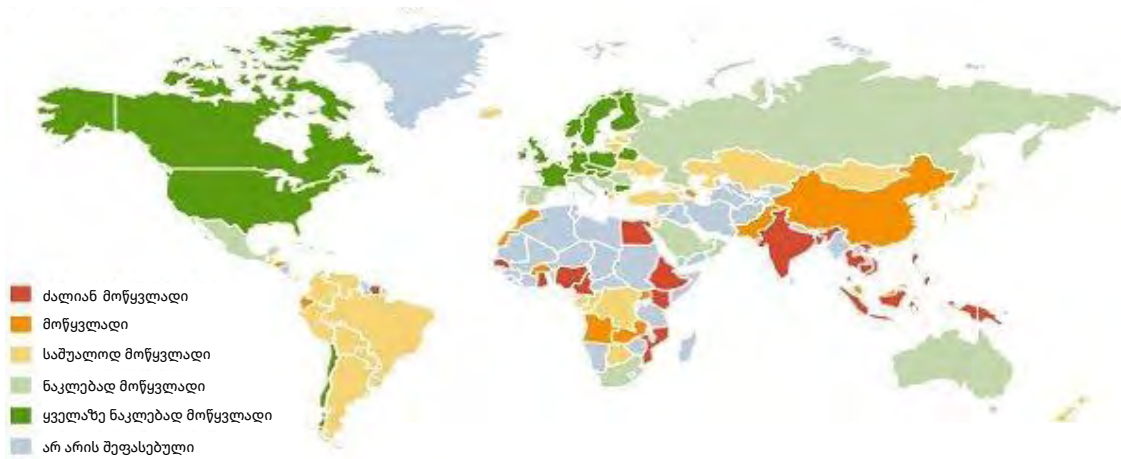 ძალიან მოწყვლადი
მოწყვლადი
საშუალოდ მოწყვლადი
ნაკლებად მოწყვლადი
ყველაზე ნაკლებად მოწყვლადი
არ არის შეფასებული